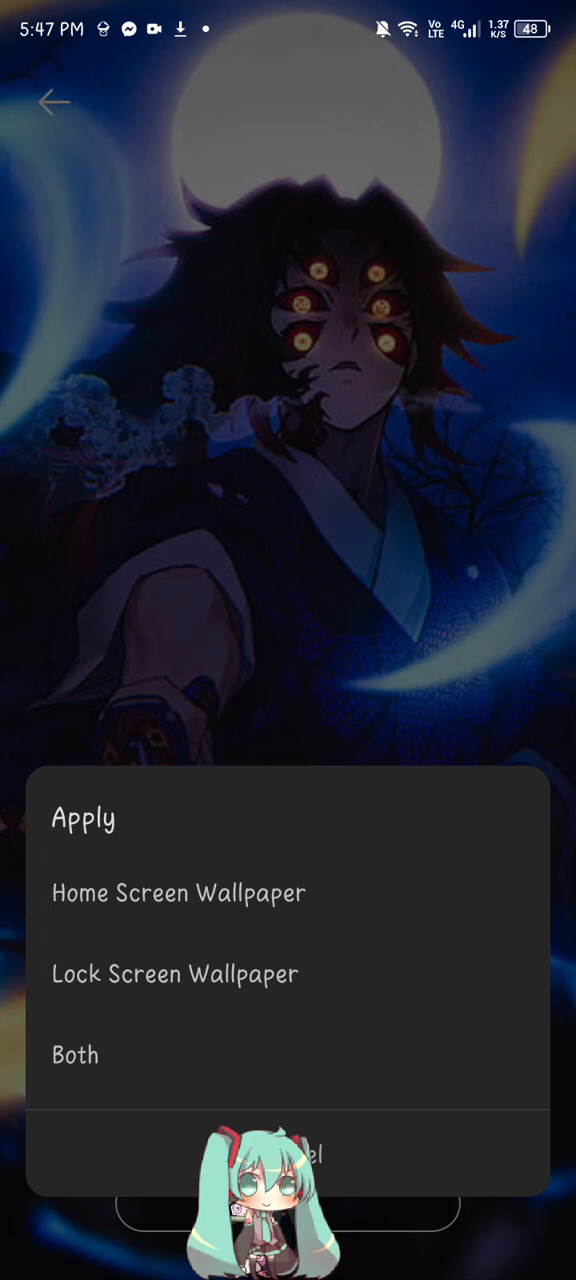 5:47 PM
Vo LTE 4G 1.37 K/S 48
Apply
Home Screen Wallpaper
Lock Screen Wallpaper
Both